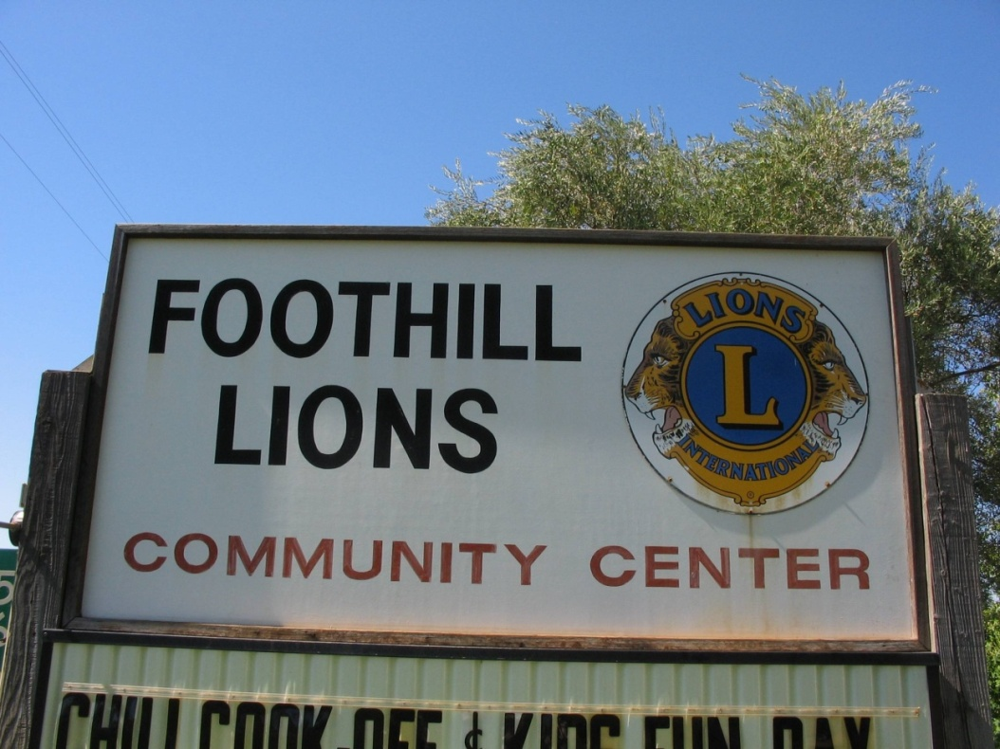 FOOTHILL
LIONS
LIONS
L
INTERNATIONAL
®
COMMUNITY CENTER
CHILI COOK-OFF & KIDS FUN DAY